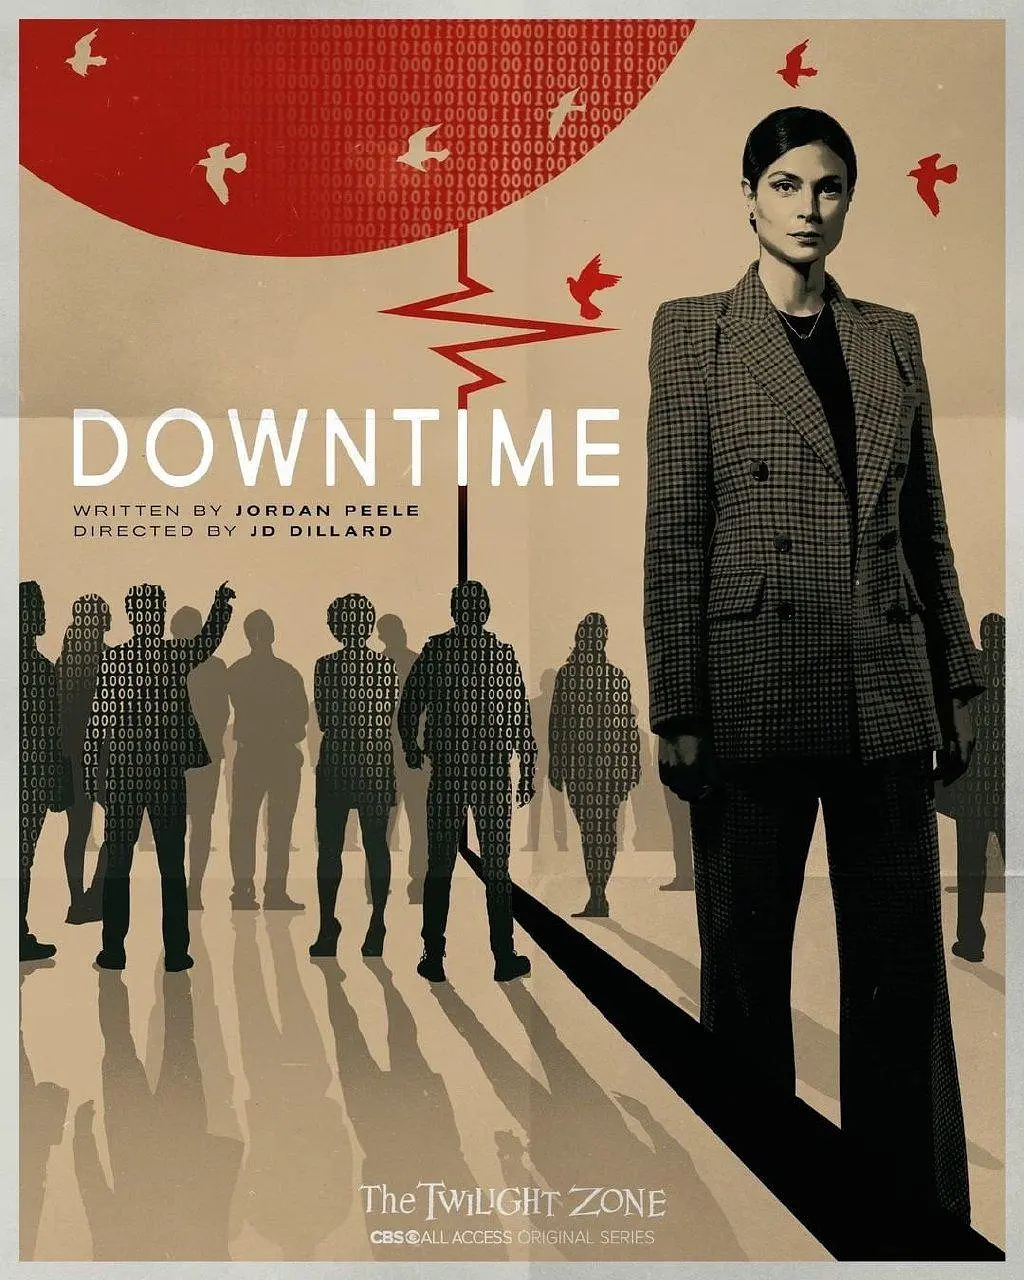 DOWNTIME
WRITTEN BY JORDAN PEELE
DIRECTED BY JD DILLARD
The TWILIGHT ZONE
CBS ALL ACCESS ORIGINAL SERIES